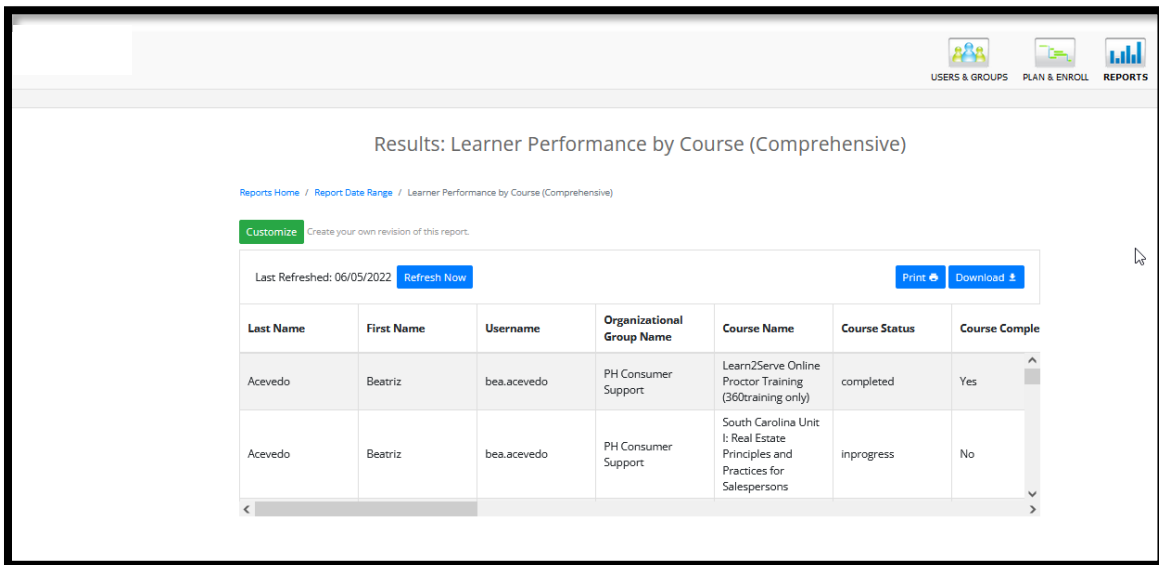 USERS & GROUPS PLAN & ENROLL REPORTS
Results: Learner Performance by Course (Comprehensive)
Reports Home / Report Date Range / Learner Performance by Course (Comprehensive)
Customize Create your own revision of this report.
Last Refreshed: 06/05/2022 Refresh Now Print Download
Last Name First Name Username Organizational Group Name Course Name Course Status Course Comple
Acevedo Beatriz bea.acevedo PH Consumer Support Learn2Serve Online Proctor Training (360training only) completed Yes
Acevedo Beatriz bea.acevedo PH Consumer Support South Carolina Unit I: Real Estate Principles and Practices for Salespersons inprogress No